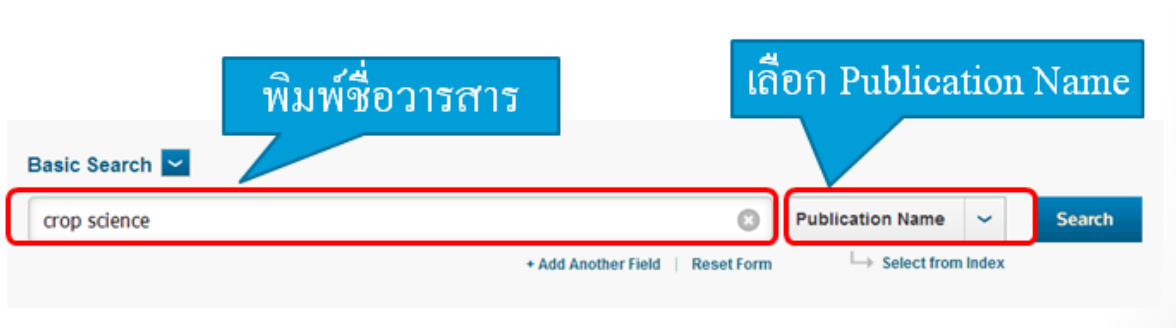 พิมพ์ชื่อวารสาร
เลือก Publication Name
Basic Search
crop science
Publication Name
Search
+ Add Another Field | Reset Form
Select from Index